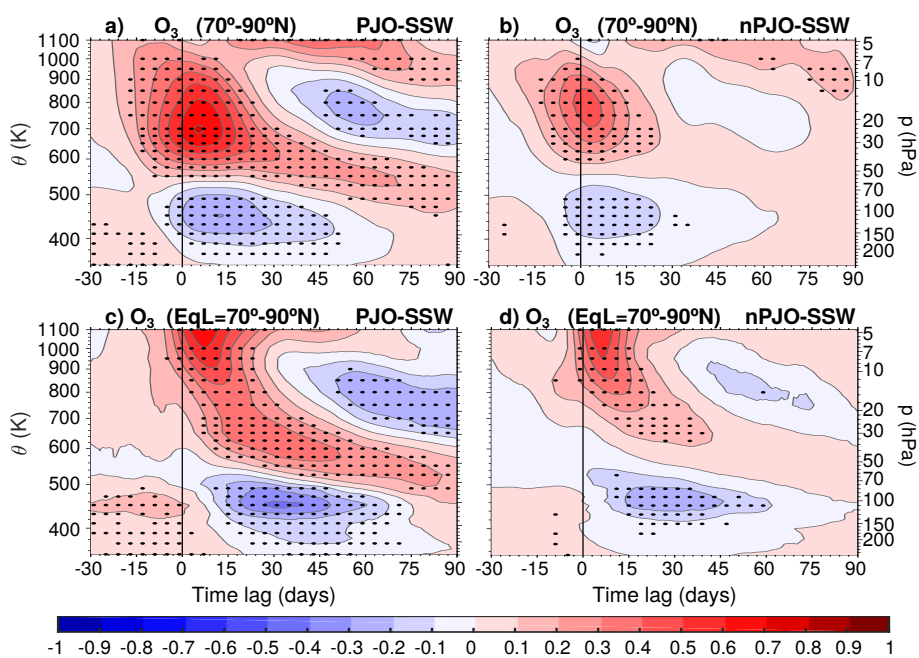 a) O3 (70º-90ºN) PJO-SSW
b) O3 (70º-90ºN) nPJO-SSW
1100
1000
900
800
700
600
500
400
θ (K)
5
7
10
20
30
50
70
100
150
200
p (hPa)
-30 -15 0 15 30 45 60 75 90
-30 -15 0 15 30 45 60 75 90
c) O3 (EqL=70º-90ºN) PJO-SSW
d) O3 (EqL=70º-90ºN) nPJO-SSW
1100
1000
900
800
700
600
500
400
θ (K)
5
7
10
20
30
50
70
100
150
200
p (hPa)
-30 -15 0 15 30 45 60 75 90
-30 -15 0 15 30 45 60 75 90
Time lag (days)
Time lag (days)
-1 -0.9 -0.8 -0.7 -0.6 -0.5 -0.4 -0.3 -0.2 -0.1 0 0.1 0.2 0.3 0.4 0.5 0.6 0.7 0.8 0.9 1